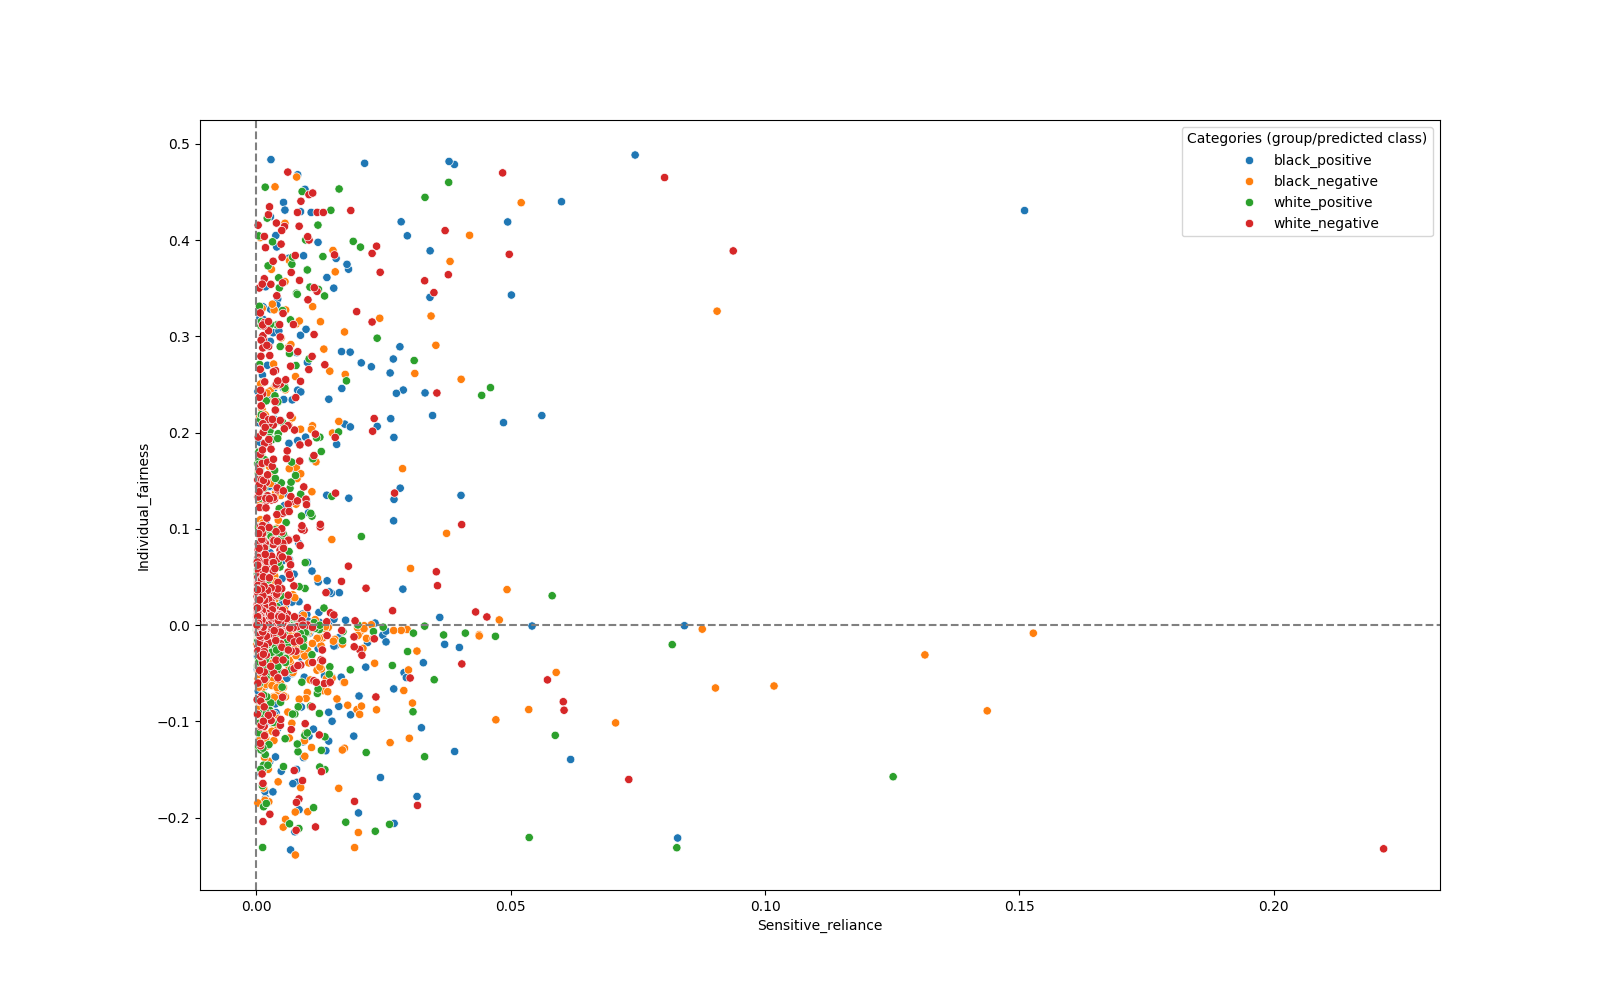 Categories (group/predicted class)
black_positive
black_negative
white_positive
white_negative
0.5
0.4
0.3
0.2
0.1
0.0
−0.1
−0.2
Individual_fairness
0.00
0.05
0.10
0.15
0.20
Sensitive_reliance